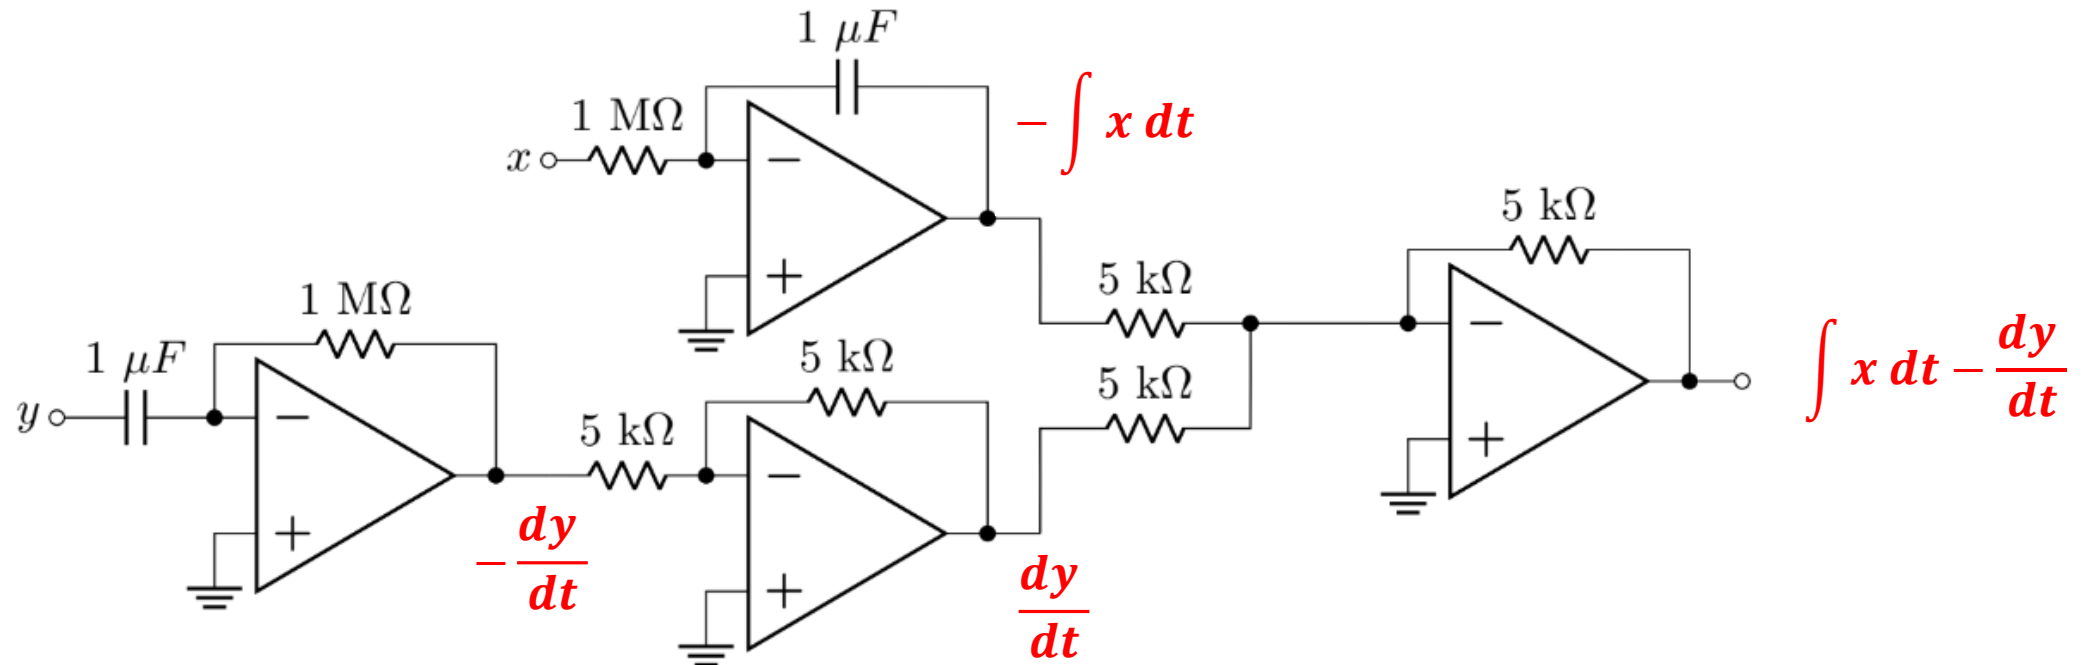 1 μF
1 MΩ
x
−
+
− ∫ x dt
5 kΩ
−
+
∫ x dt − dy/dt
1 MΩ
1 μF
y
−
+
− dy/dt
5 kΩ
5 kΩ
−
+
dy/dt
5 kΩ
5 kΩ